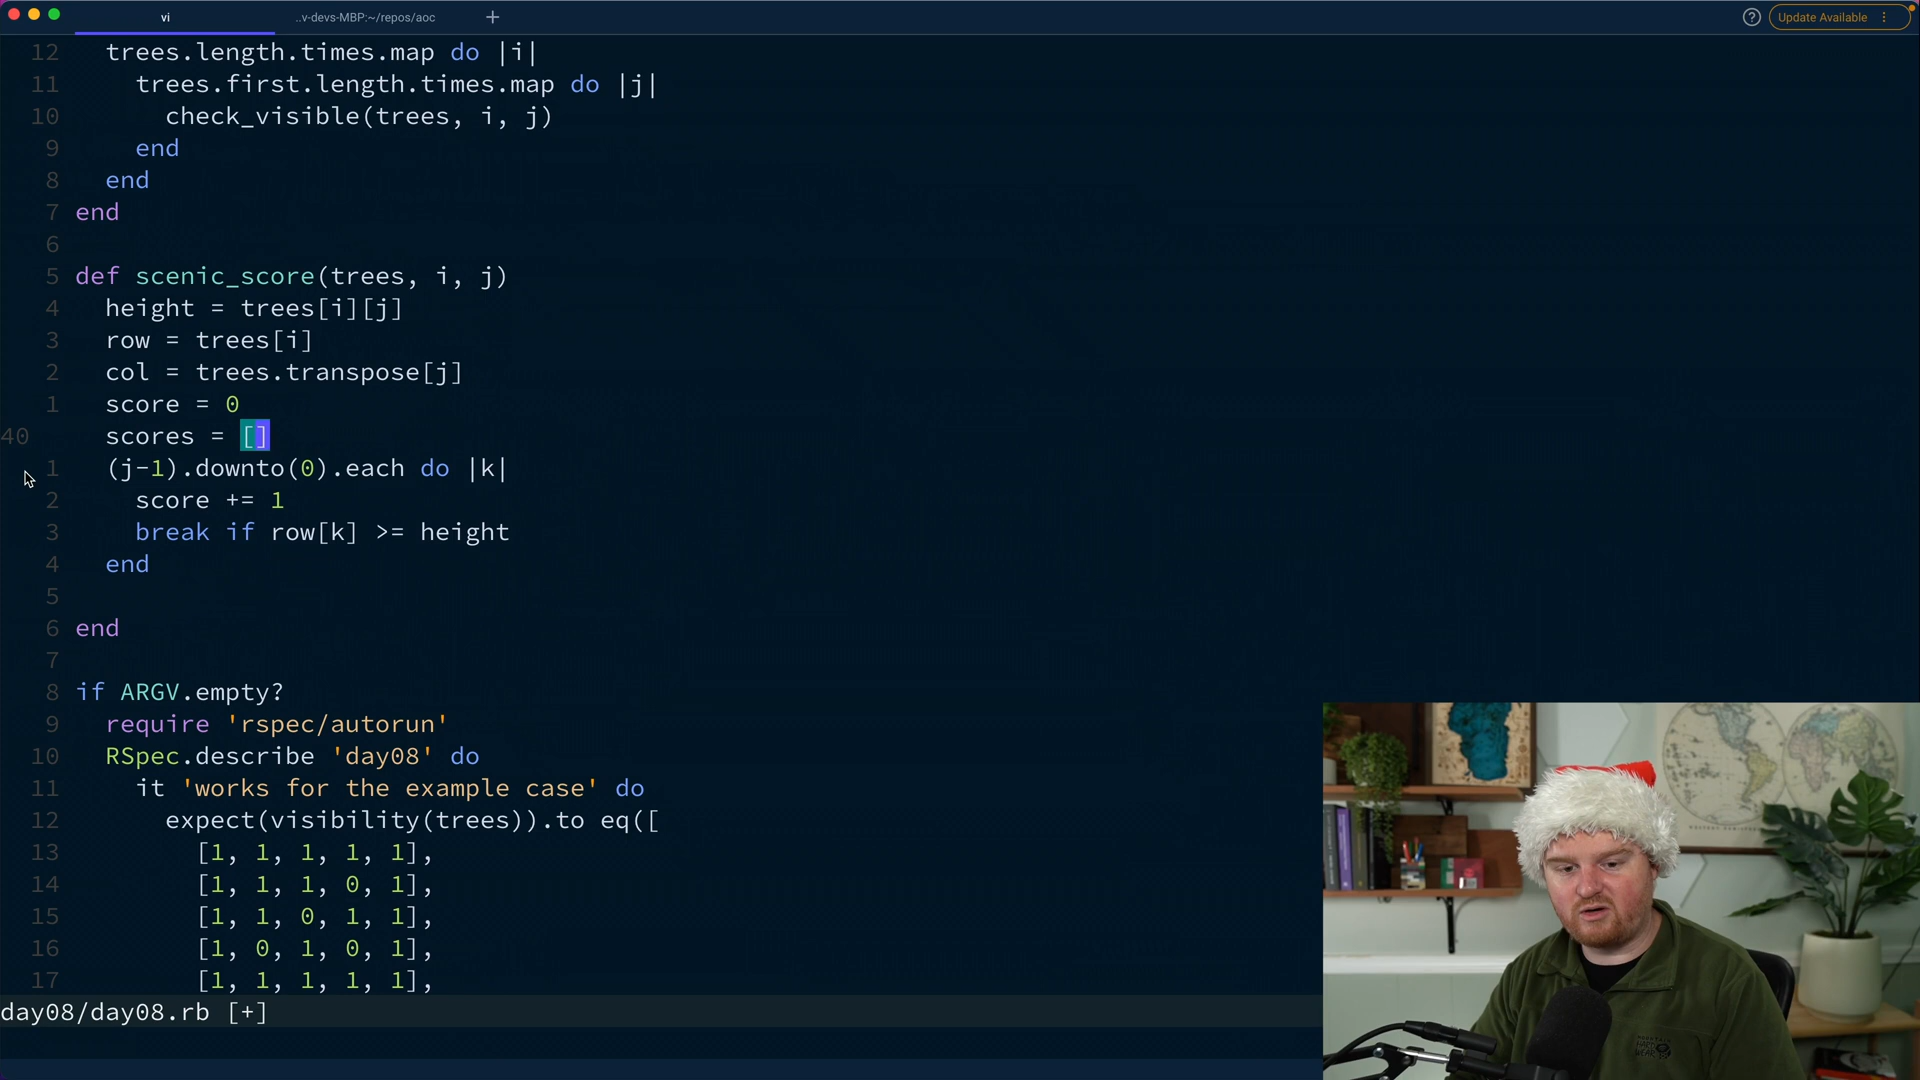 vi
..v-devs-MBP:~/repos/aoc
+
?
Update Available
12 trees.length.times.map do |i|
11 trees.first.length.times.map do |j|
10 check_visible(trees, i, j)
9 end
8 end
7 end
6
5 def scenic_score(trees, i, j)
4 height = trees[i][j]
3 row = trees[i]
2 col = trees.transpose[j]
1 score = 0
40 scores = []
1 (j-1).downto(0).each do |k|
2 score += 1
3 break if row[k] >= height
4 end
5
6 end
7
8 if ARGV.empty?
9 require 'rspec/autorun'
10 RSpec.describe 'day08' do
11 it 'works for the example case' do
12 expect(visibility(trees)).to eq([
13 [1, 1, 1, 1, 1],
14 [1, 1, 1, 0, 1],
15 [1, 1, 0, 1, 1],
16 [1, 0, 1, 0, 1],
17 [1, 1, 1, 1, 1],
day08/day08.rb [+]